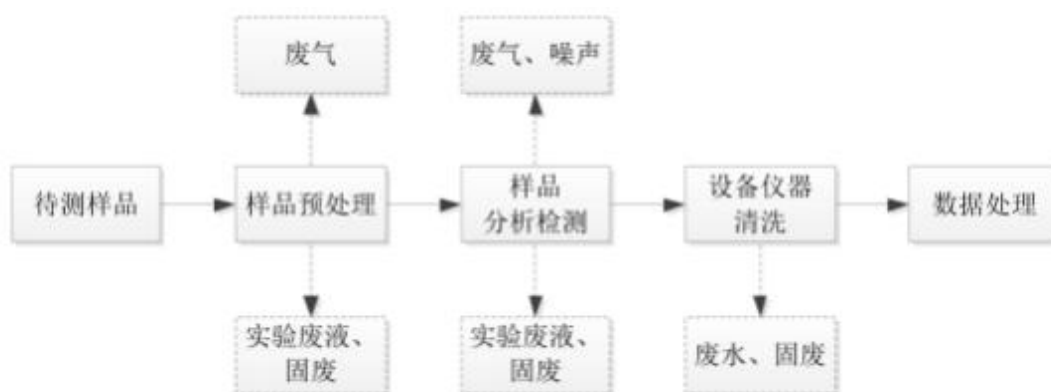 废气
废气、噪声
待测样品
样品预处理
样品
分析检测
设备仪器
清洗
数据处理
实验废液、
固废
实验废液、
固废
废水、固废